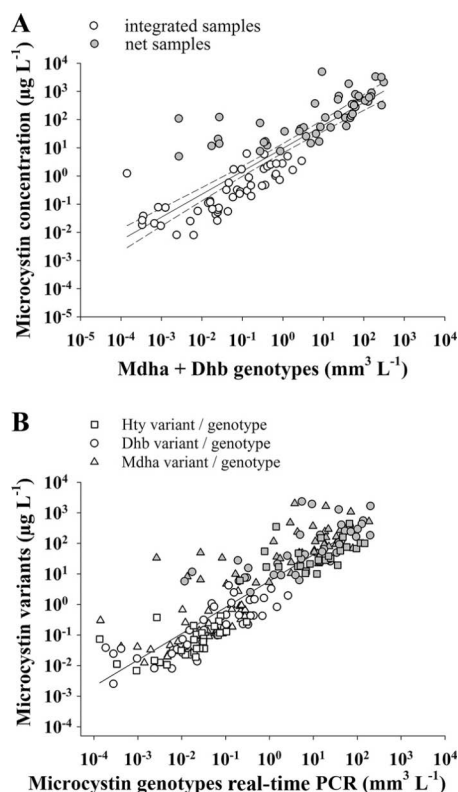 A
integrated samples
net samples
Microcystin concentration (µg L⁻¹)
10⁴
10³
10²
10¹
10⁰
10⁻¹
10⁻²
10⁻³
10⁻⁴
10⁻⁵
10⁻⁵ 10⁻⁴ 10⁻³ 10⁻² 10⁻¹ 10⁰ 10¹ 10² 10³ 10⁴
Mdha + Dhb genotypes (mm³ L⁻¹)
B
Hty variant / genotype
Dhb variant / genotype
Mdha variant / genotype
Microcystin variants (µg L⁻¹)
10⁴
10³
10²
10¹
10⁰
10⁻¹
10⁻²
10⁻³
10⁻⁴
10⁻⁴ 10⁻³ 10⁻² 10⁻¹ 10⁰ 10¹ 10² 10³ 10⁴
Microcystin genotypes real-time PCR (mm³ L⁻¹)